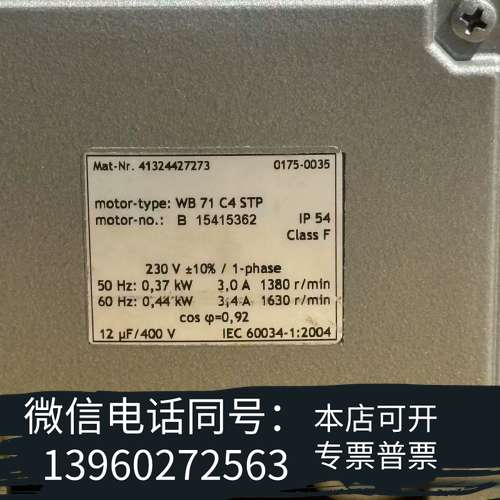 Mat-Nr. 41324427273 0175-0035
motor-type: WB 71 C4 STP
motor-no.: B 15415362 IP 54
Class F
230 V ±10% / 1-phase
50 Hz: 0,37 kW 3,0 A 1380 r/min
60 Hz: 0,44 kW 3,4 A 1630 r/min
cos φ=0,92
12 µF/400 V IEC 60034-1:2004
微信电话同号：
13960272563
本店可开
专票普票